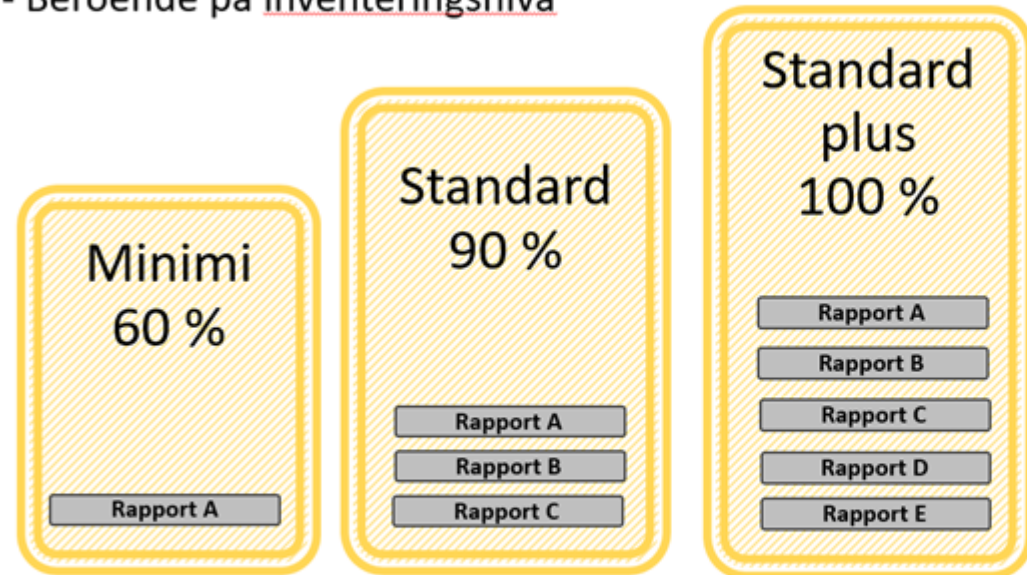 - Beroende på inventeringsnivå
Minimi
60 %
Rapport A
Standard
90 %
Rapport A
Rapport B
Rapport C
Standard
plus
100 %
Rapport A
Rapport B
Rapport C
Rapport D
Rapport E